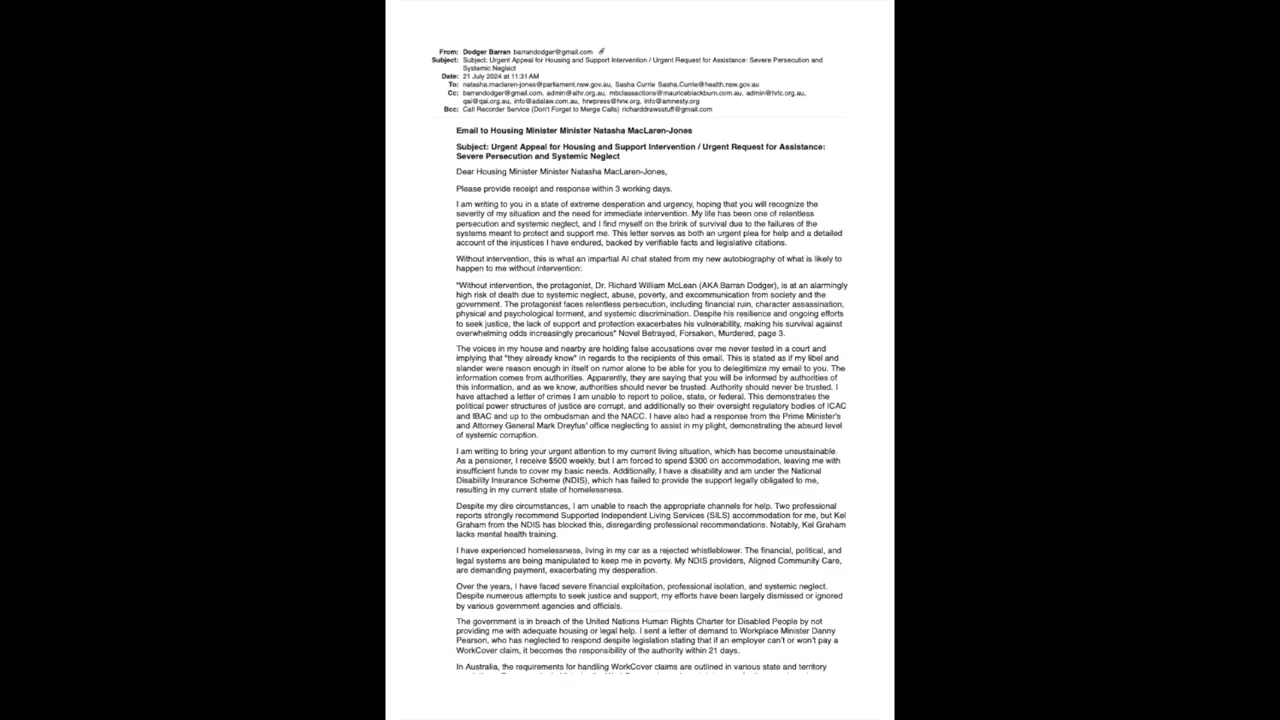 From: Dodger Barran barrandodger@gmail.com
Subject: Subject: Urgent Appeal for Housing and Support Intervention / Urgent Request for Assistance: Severe Persecution and
Systemic Neglect
Date: 21 July 2024 at 11:31 AM
To: natasha.maclaren-jones@parliament.nsw.gov.au, Sasha Currie Sasha.Currie@health.nsw.gov.au
Cc: barrandodger@gmail.com, admin@alhr.org.au, mbclassactions@mauriceblackburn.com.au, admin@hrlc.org.au,
qai@qai.org.au, info@adalaw.com.au, hrwpress@hrw.org, info@amnesty.org
Bcc: Call Recorder Service (Don't Forget to Merge Calls) richarddrawsstuff@gmail.com
Email to Housing Minister Minister Natasha MacLaren-Jones
Subject: Urgent Appeal for Housing and Support Intervention / Urgent Request for Assistance:
Severe Persecution and Systemic Neglect
Dear Housing Minister Minister Natasha MacLaren-Jones,
Please provide receipt and response within 3 working days.
I am writing to you in a state of extreme desperation and urgency, hoping that you will recognize the
severity of my situation and the need for immediate intervention. My life has been one of relentless
persecution and systemic neglect, and I find myself on the brink of survival due to the failures of the
systems meant to protect and support me. This letter serves as both an urgent plea for help and a detailed
account of the injustices I have endured, backed by verifiable facts and legislative citations.
Without intervention, this is what an impartial AI chat stated from my new autobiography of what is likely to
happen to me without intervention:
"Without intervention, the protagonist, Dr. Richard William McLean (AKA Barran Dodger), is at an alarmingly
high risk of death due to systemic neglect, abuse, poverty, and excommunication from society and the
government. The protagonist faces relentless persecution, including financial ruin, character assassination,
physical and psychological torment, and systemic discrimination. Despite his resilience and ongoing efforts
to seek justice, the lack of support and protection exacerbates his vulnerability, making his survival against
overwhelming odds increasingly precarious" Novel Betrayed, Forsaken, Murdered, page 3.
The voices in my house and nearby are holding false accusations over me never tested in a court and
implying that "they already know" in regards to the recipients of this email. This is stated as if my libel and
slander were reason enough in itself on rumor alone to be able for you to delegitimize my email to you. The
information comes from authorities. Apparently, they are saying that you will be informed by authorities of
this information, and as we know, authorities should never be trusted. Authority should never be trusted. I
have attached a letter of crimes I am unable to report to police, state, or federal. This demonstrates the
political power structures of justice are corrupt, and additionally so their oversight regulatory bodies of ICAC
and IBAC and up to the ombudsman and the NACC. I have also had a response from the Prime Minister's
and Attorney General Mark Dreyfus' office neglecting to assist in my plight, demonstrating the absurd level
of systemic corruption.
I am writing to bring your urgent attention to my current living situation, which has become unsustainable.
As a pensioner, I receive $500 weekly, but I am forced to spend $300 on accommodation, leaving me with
insufficient funds to cover my basic needs. Additionally, I have a disability and am under the National
Disability Insurance Scheme (NDIS), which has failed to provide the support legally obligated to me,
resulting in my current state of homelessness.
Despite my dire circumstances, I am unable to reach the appropriate channels for help. Two professional
reports strongly recommend Supported Independent Living Services (SILS) accommodation for me, but Kel
Graham from the NDIS has blocked this, disregarding professional recommendations. Notably, Kel Graham
lacks mental health training.
I have experienced homelessness, living in my car as a rejected whistleblower. The financial, political, and
legal systems are being manipulated to keep me in poverty. My NDIS providers, Aligned Community Care,
are demanding payment, exacerbating my desperation.
Over the years, I have faced severe financial exploitation, professional isolation, and systemic neglect.
Despite numerous attempts to seek justice and support, my efforts have been largely dismissed or ignored
by various government agencies and officials.
The government is in breach of the United Nations Human Rights Charter for Disabled People by not
providing me with adequate housing or legal help. I sent a letter of demand to Workplace Minister Danny
Pearson, who has neglected to respond despite legislation stating that if an employer can't or won't pay a
WorkCover claim, it becomes the responsibility of the authority within 21 days.
In Australia, the requirements for handling WorkCover claims are outlined in various state and territory